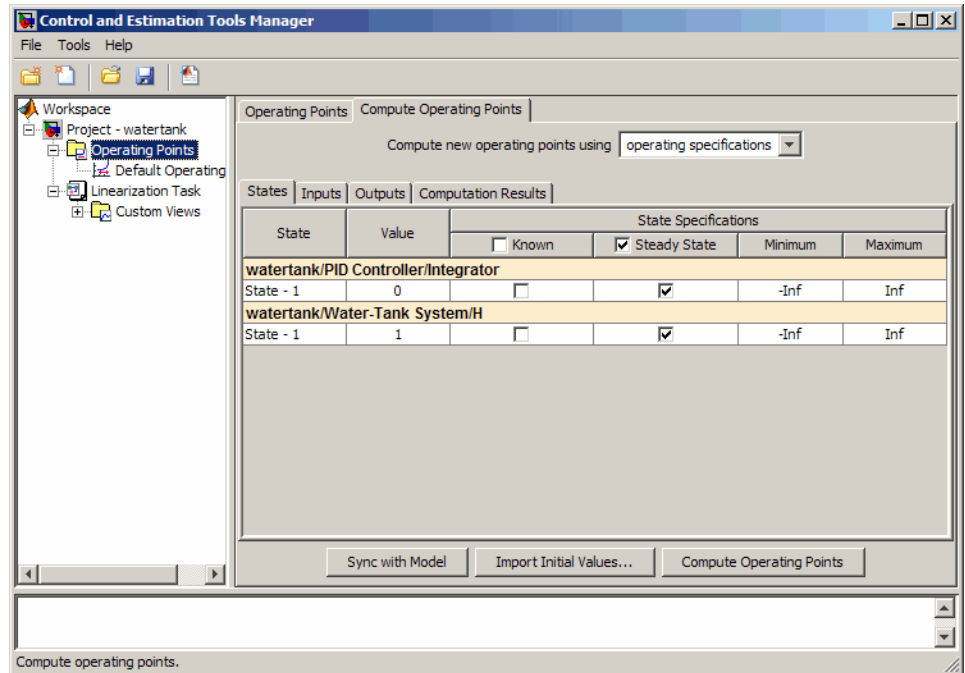 Control and Estimation Tools Manager
File Tools Help
Workspace
Project - watertank
Operating Points
Default Operating
Linearization Task
Custom Views
Operating Points Compute Operating Points
Compute new operating points using operating specifications
States Inputs Outputs Computation Results
State Value State Specifications
Known Steady State Minimum Maximum
watertank/PID Controller/Integrator
State - 1 0 -Inf Inf
watertank/Water-Tank System/H
State - 1 1 -Inf Inf
Sync with Model Import Initial Values... Compute Operating Points
Compute operating points.